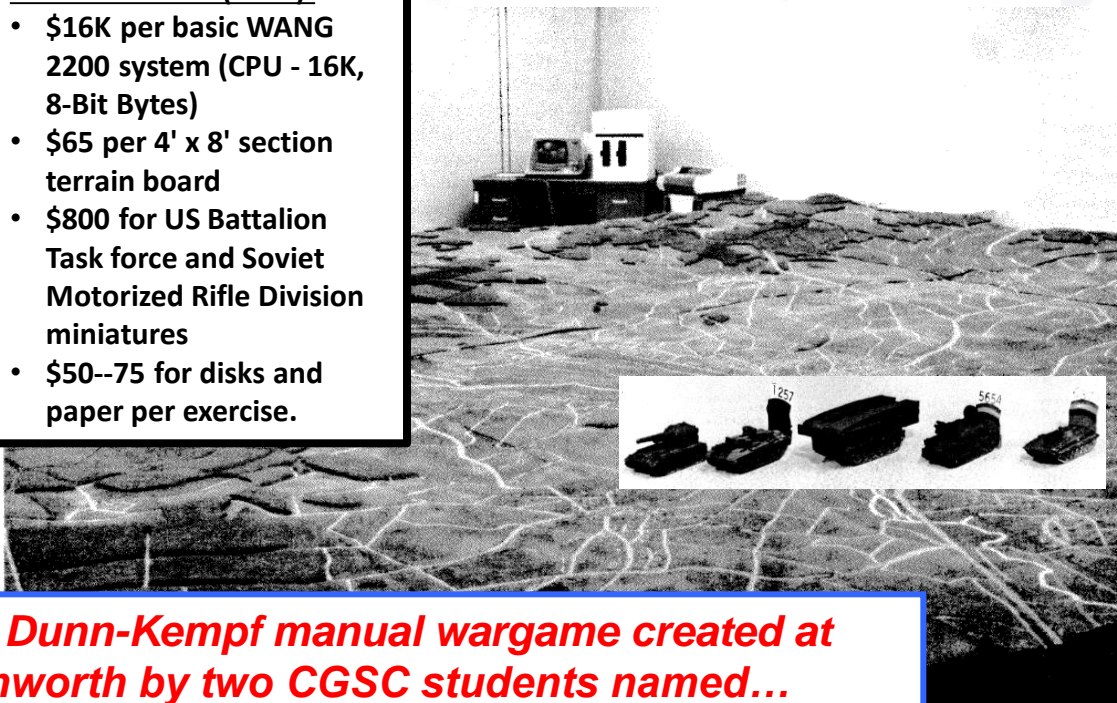 • $16K per basic WANG
2200 system (CPU - 16K,
8-Bit Bytes)
• $65 per 4' x 8' section
terrain board
• $800 for US Battalion
Task force and Soviet
Motorized Rifle Division
miniatures
• $50--75 for disks and
paper per exercise.
T257
5654
Dunn-Kempf manual wargame created at
nworth by two CGSC students named…